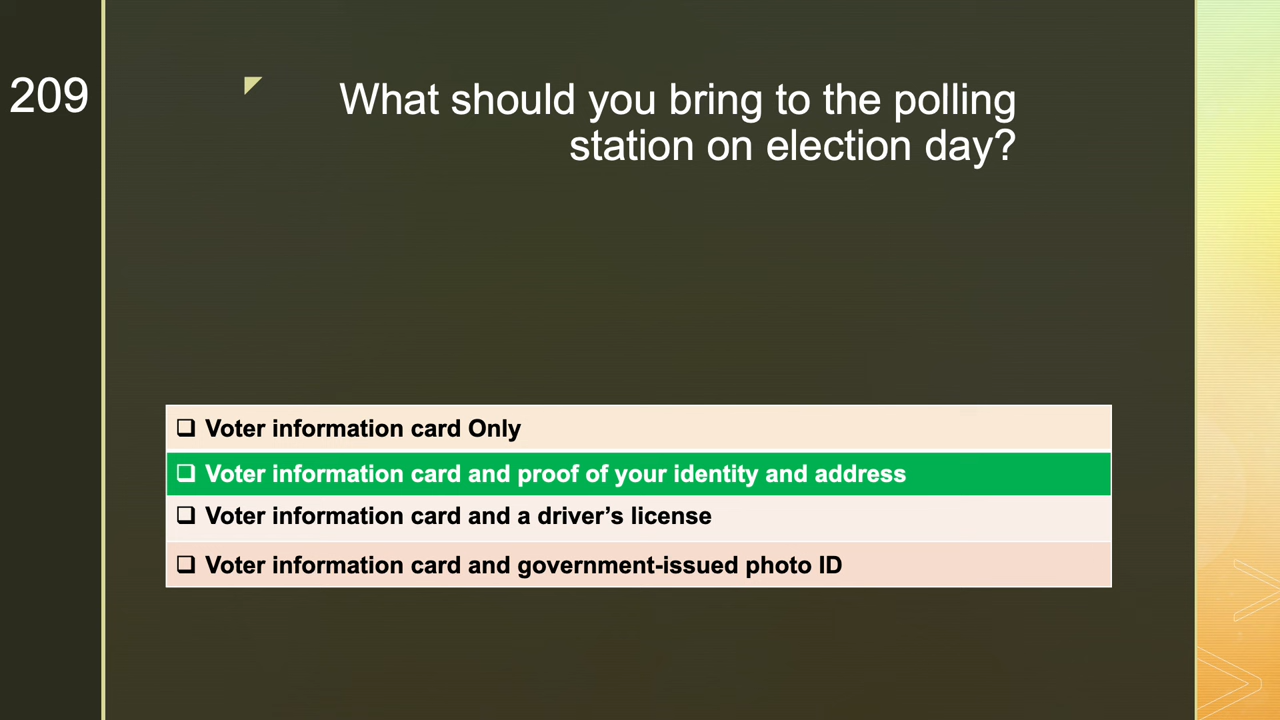 209
What should you bring to the polling
station on election day?
❑ Voter information card Only
❑ Voter information card and proof of your identity and address
❑ Voter information card and a driver’s license
❑ Voter information card and government-issued photo ID